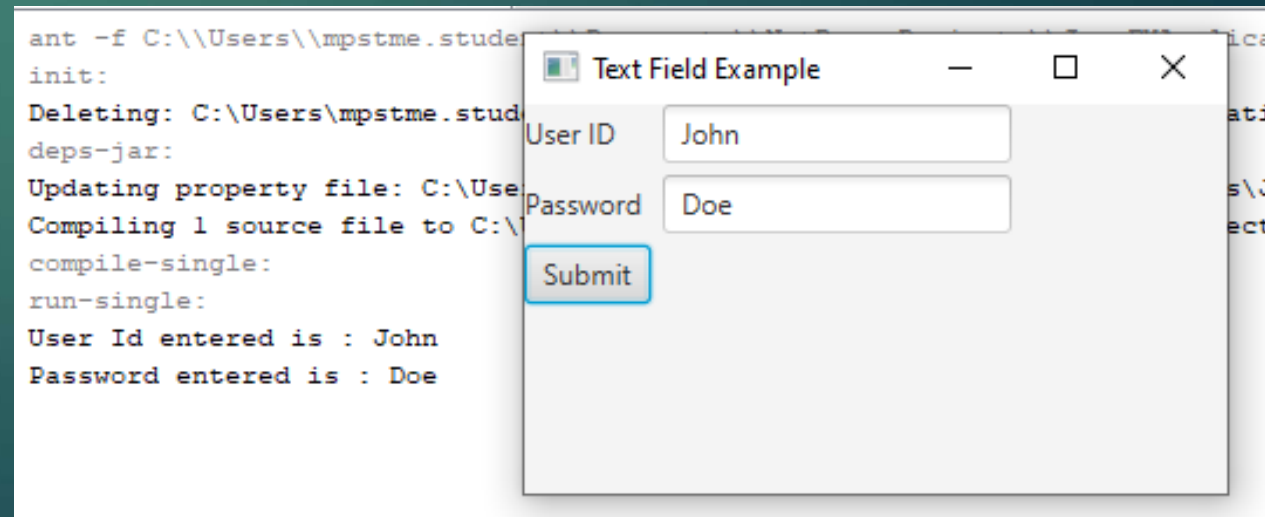 ant -f C:\\Users\\mpstme.stude
init:
Deleting: C:\Users\mpstme.stud
deps-jar:
Updating property file: C:\Use
Compiling 1 source file to C:\
compile-single:
run-single:
User Id entered is : John
Password entered is : Doe
Text Field Example
User ID John
Password Doe
Submit